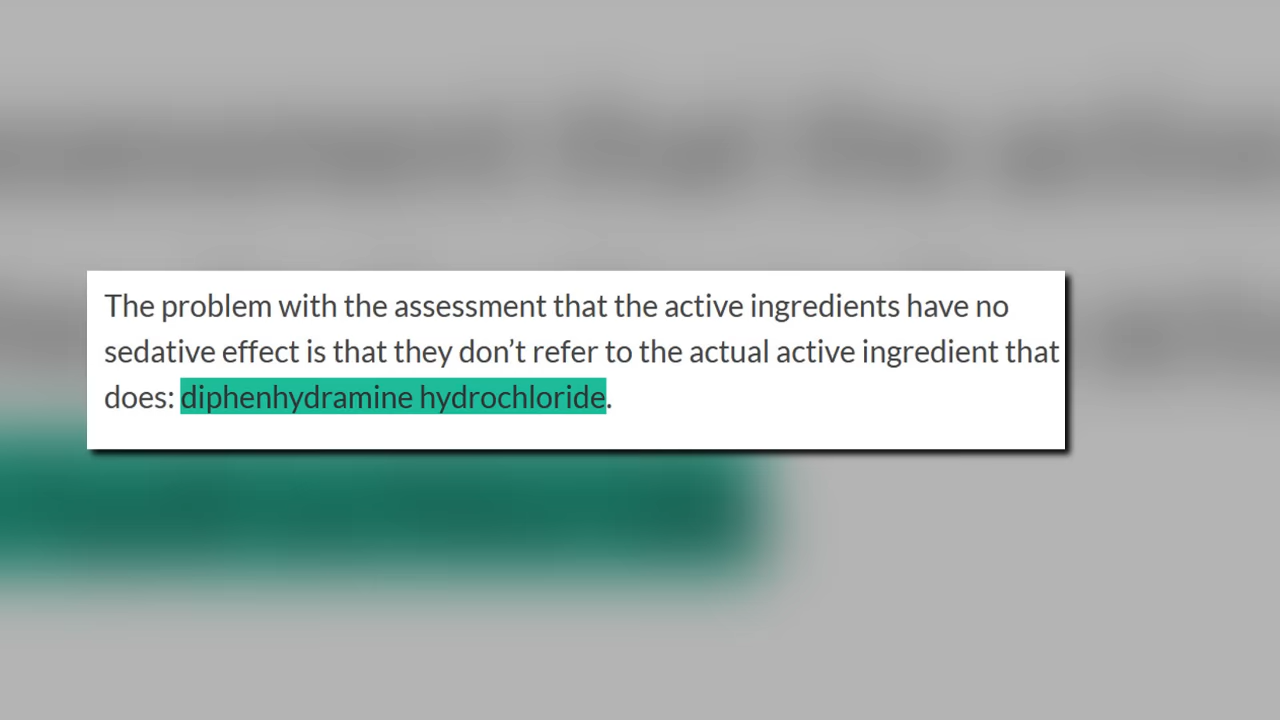 The problem with the assessment that the active ingredients have no
sedative effect is that they don’t refer to the actual active ingredient that
does: diphenhydramine hydrochloride.